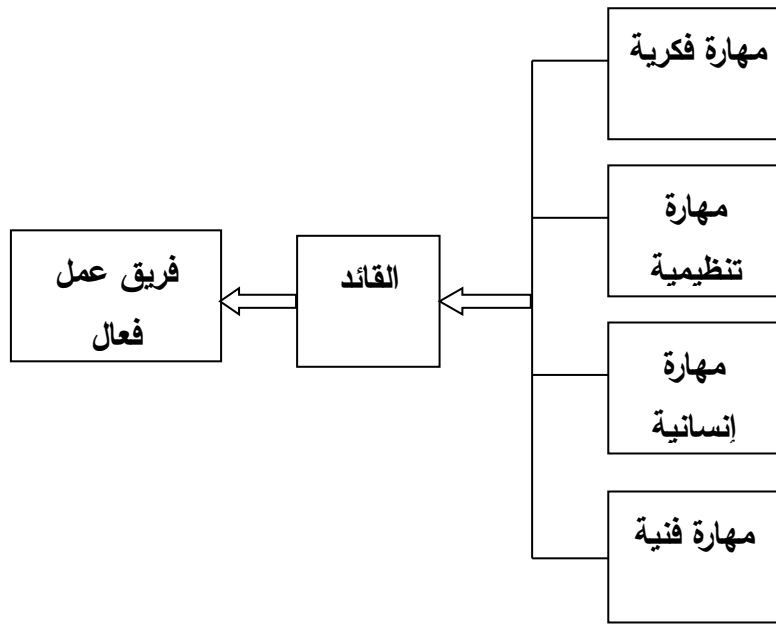 مهارة فكرية
مهارة
تنظيمية
مهارة
إنسانية
مهارة فنية
القائد
فريق عمل
فعال